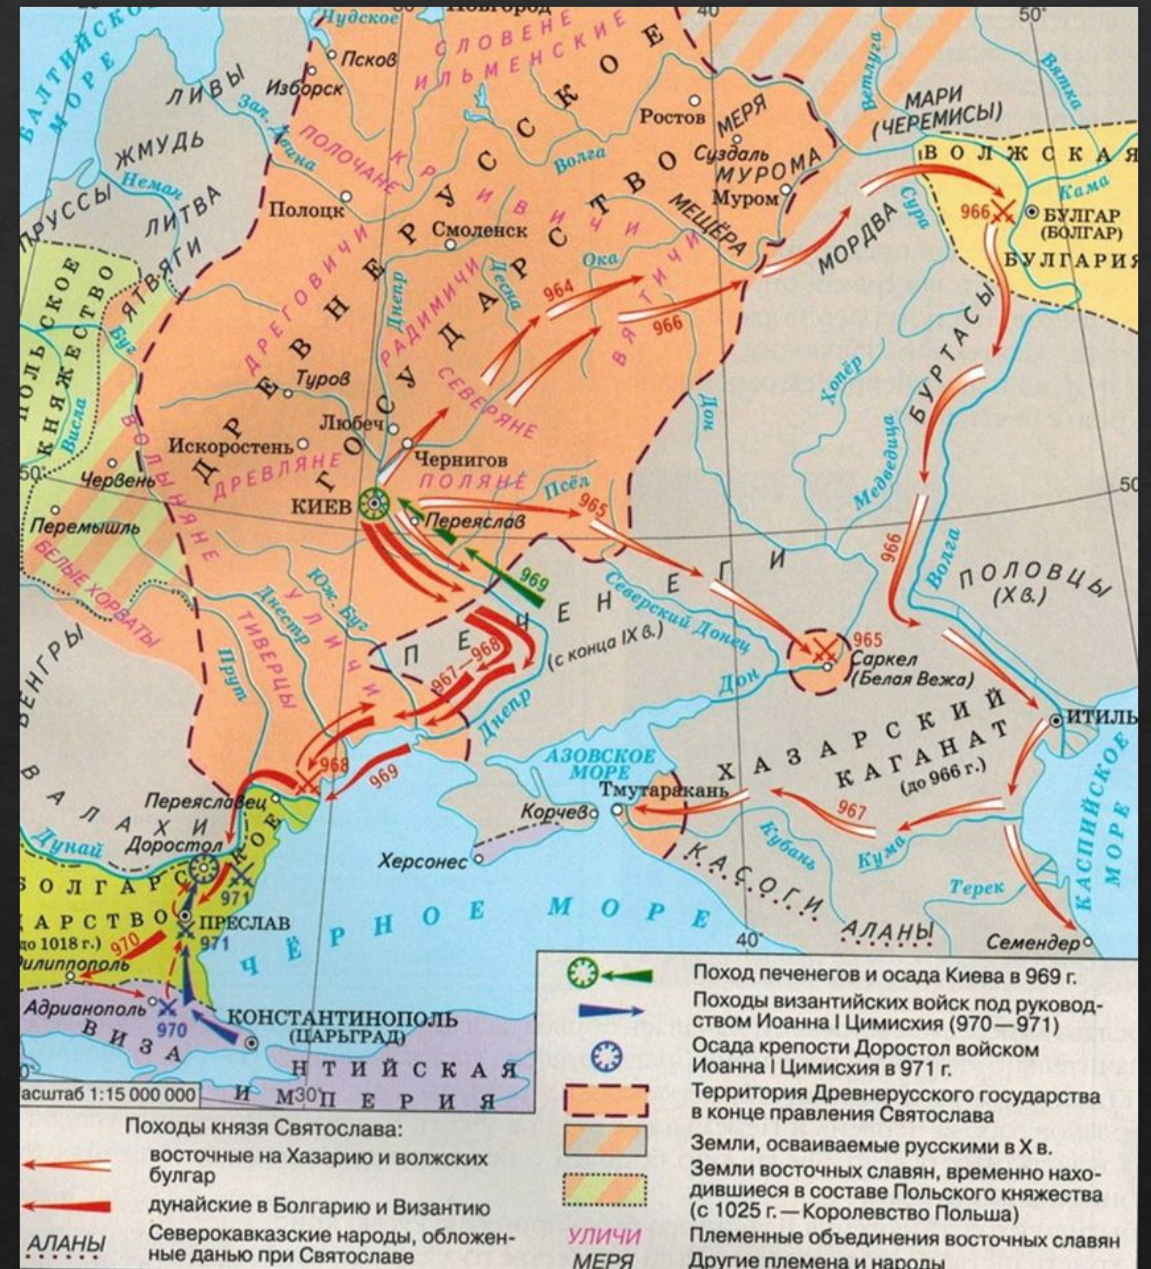 50°
40
50°
Новгород
БАЛТИЙСКОЕ
МОРЕ
Чудское
СЛОВЕНЕ
ИЛЬМЕНСКИЕ
Псков
Изборск
ЛИВЫ
Зап. Двина
ЖМУДЬ
Неман
ПРУССЫ
ЛИТВА
ЯТВЯГИ
ПОЛОЧАНЕ
Полоцк
КРИВИЧИ
Смоленск
Волга
Ростов
МЕРЯ
Суздаль
МУРОМА
Муром
МЕЩЁРА
Ветлуга
Вятка
МАРИ
(ЧЕРЕМИСЫ)
ВОЛЖСКАЯ
Кама
966
БУЛГАР
(БОЛГАР)
БУЛГАРИЯ
Сура
МОРДВА
БУРТАСЫ
ДРЕВНЕРУССКОЕ
ГОСУДАРСТВО
ДРЕГОВИЧИ
Днепр
РАДИМИЧИ
Десна
Ока
964
966
ВЯТИЧИ
ПОЛЬСКОЕ
КНЯЖЕСТВО
Буг
Висла
Туров
Любеч
СЕВЕРЯНЕ
Дон
Хопёр
Медведица
Искоростень
ДРЕВЛЯНЕ
Чернигов
ПОЛЯНЕ
Псёл
965
КИЕВ
Переяслав
ВОЛЫНЯНЕ
Червень
Перемышль
БЕЛЫЕ ХОРВАТЫ
50°
50
969
966
Волга
ПОЛОВЦЫ
(X в.)
ПЕЧЕНЕГИ
(с конца IX в.)
Северский Донец
965
Саркел
(Белая Вежа)
Дон
Юж. Буг
Днестр
УЛИЧИ
ТИВЕРЦЫ
Прут
ВЕНГРЫ
967—968
Днепр
968
969
АЗОВСКОЕ
МОРЕ
Тмутаракань
Корчев
Херсонес
ХАЗАРСКИЙ
КАГАНАТ
(до 966 г.)
ИТИЛЬ
967
Кубань
Кума
Терек
КАСОГИ
АЛАНЫ
Семендер
КАСПИЙСКОЕ
МОРЕ
ВАЛАХИ
Дунай
Переяславец
Доростол
БОЛГАРСКОЕ
ДАРСТВО
до 1018 г.)
971
ПРЕСЛАВ
971
970
Филиппополь
Адрианополь
970
КОНСТАНТИНОПОЛЬ
(ЦАРЬГРАД)
ВИЗАНТИЙСКАЯ
ИМПЕРИЯ
30°
40°
0°
ЧЁРНОЕ МОРЕ
асштаб 1:15 000 000
Походы князя Святослава:
восточные на Хазарию и волжских
булгар
дунайские в Болгарию и Византию
АЛАНЫ
Северокавказские народы, обложен-
ные данью при Святославе
Поход печенегов и осада Киева в 969 г.
Походы византийских войск под руковод-
ством Иоанна I Цимисхия (970—971)
Осада крепости Доростол войском
Иоанна I Цимисхия в 971 г.
Территория Древнерусского государства
в конце правления Святослава
Земли, осваиваемые русскими в X в.
Земли восточных славян, временно нахо-
дившиеся в составе Польского княжества
(с 1025 г. — Королевство Польша)
УЛИЧИ
Племенные объединения восточных славян
МЕРЯ
Другие племена и народы